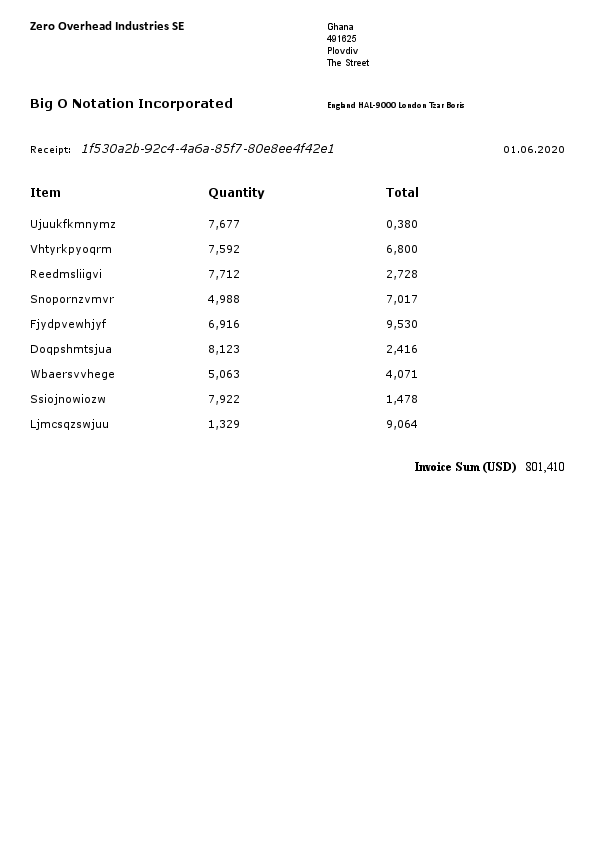 Zero Overhead Industries SE
Ghana
491625
Plovdiv
The Street
Big O Notation Incorporated
England HAL-9000 London Tzar Boris
Receipt: 1f530a2b-92c4-4a6a-85f7-80e8ee4f42e1 01.06.2020
Item Quantity Total
Ujuukfkmnymz 7,677 0,380
Vhtyrkpyoqrm 7,592 6,800
Reedmsliigvi 7,712 2,728
Snopornzvmvr 4,988 7,017
Fjydpvewhjyf 6,916 9,530
Doqpshmtsjua 8,123 2,416
Wbaersvvhege 5,063 4,071
Ssiojnowiozw 7,922 1,478
Ljmcsqzswjuu 1,329 9,064
Invoice Sum (USD) 801,410